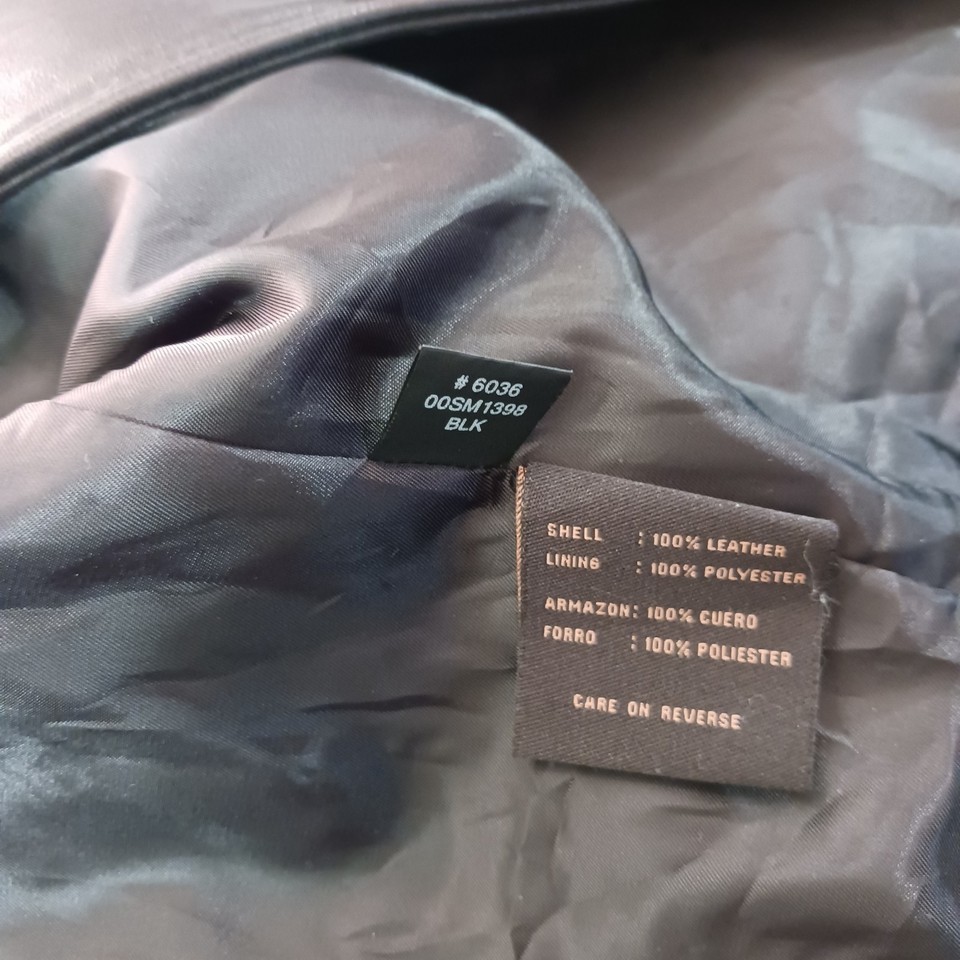 # 6036
00SM1398
BLK
SHELL : 100% LEATHER
LINING : 100% POLYESTER
ARMAZON: 100% CUERO
FORRO : 100% POLIESTER
CARE ON REVERSE